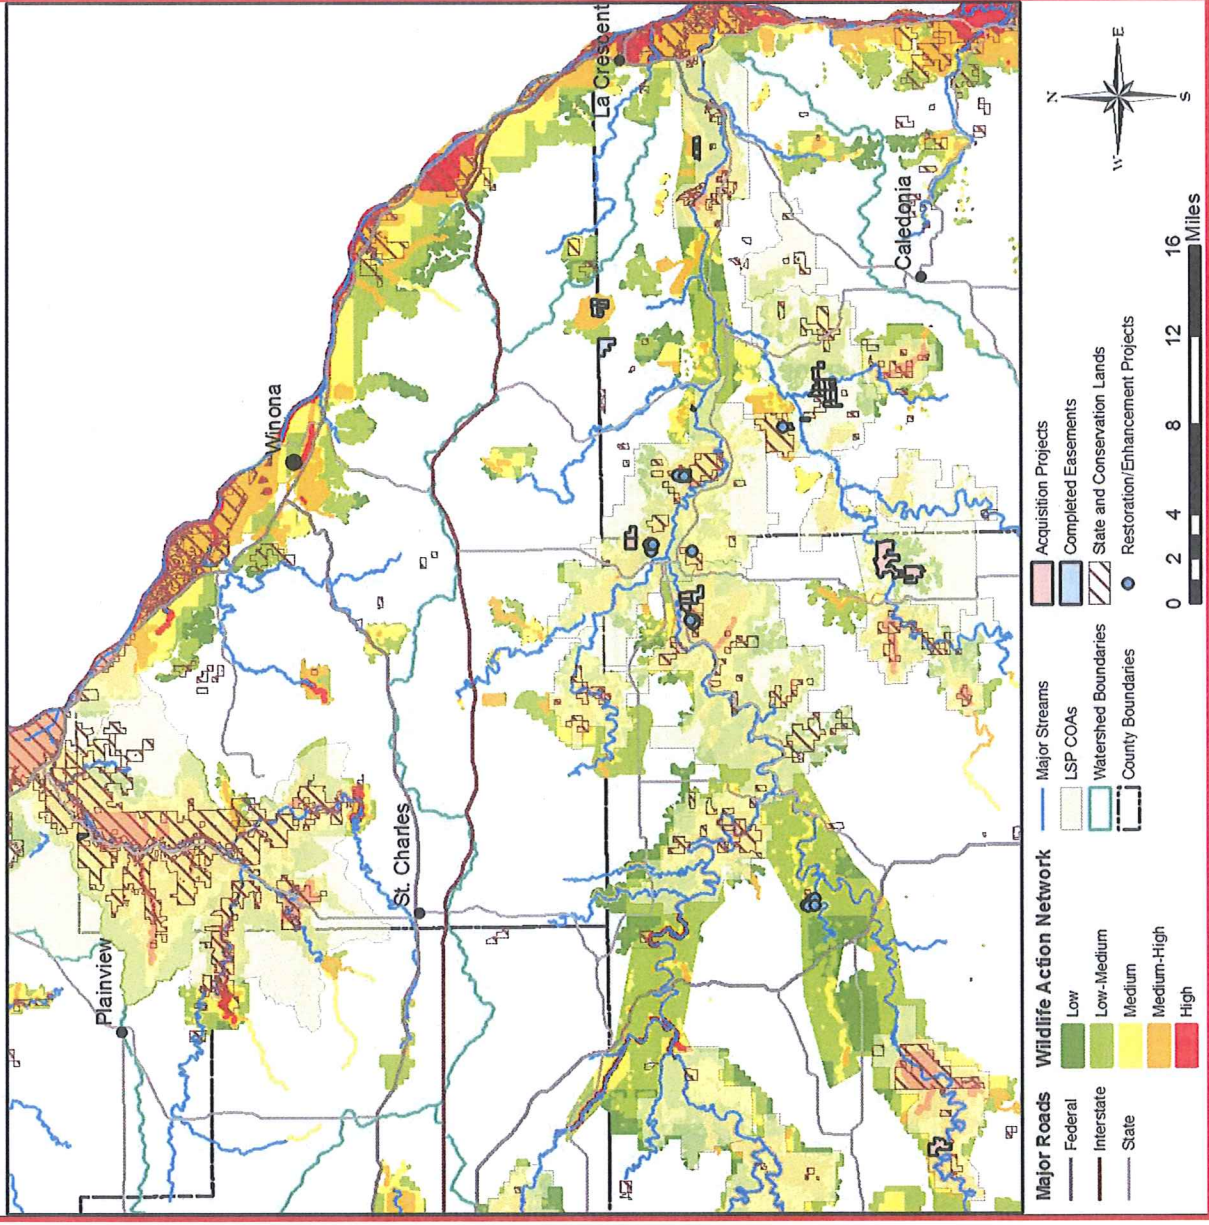 La Crescent
Winona
Caledonia
St. Charles
Plainview
N
E
S
W
Major Roads
Federal
Interstate
State
Wildlife Action Network
Low
Low-Medium
Medium
Medium-High
High
Major Streams
LSP COAs
Watershed Boundaries
County Boundaries
Acquisition Projects
Completed Easements
State and Conservation Lands
Restoration/Enhancement Projects
0 2 4 8 12 16
Miles